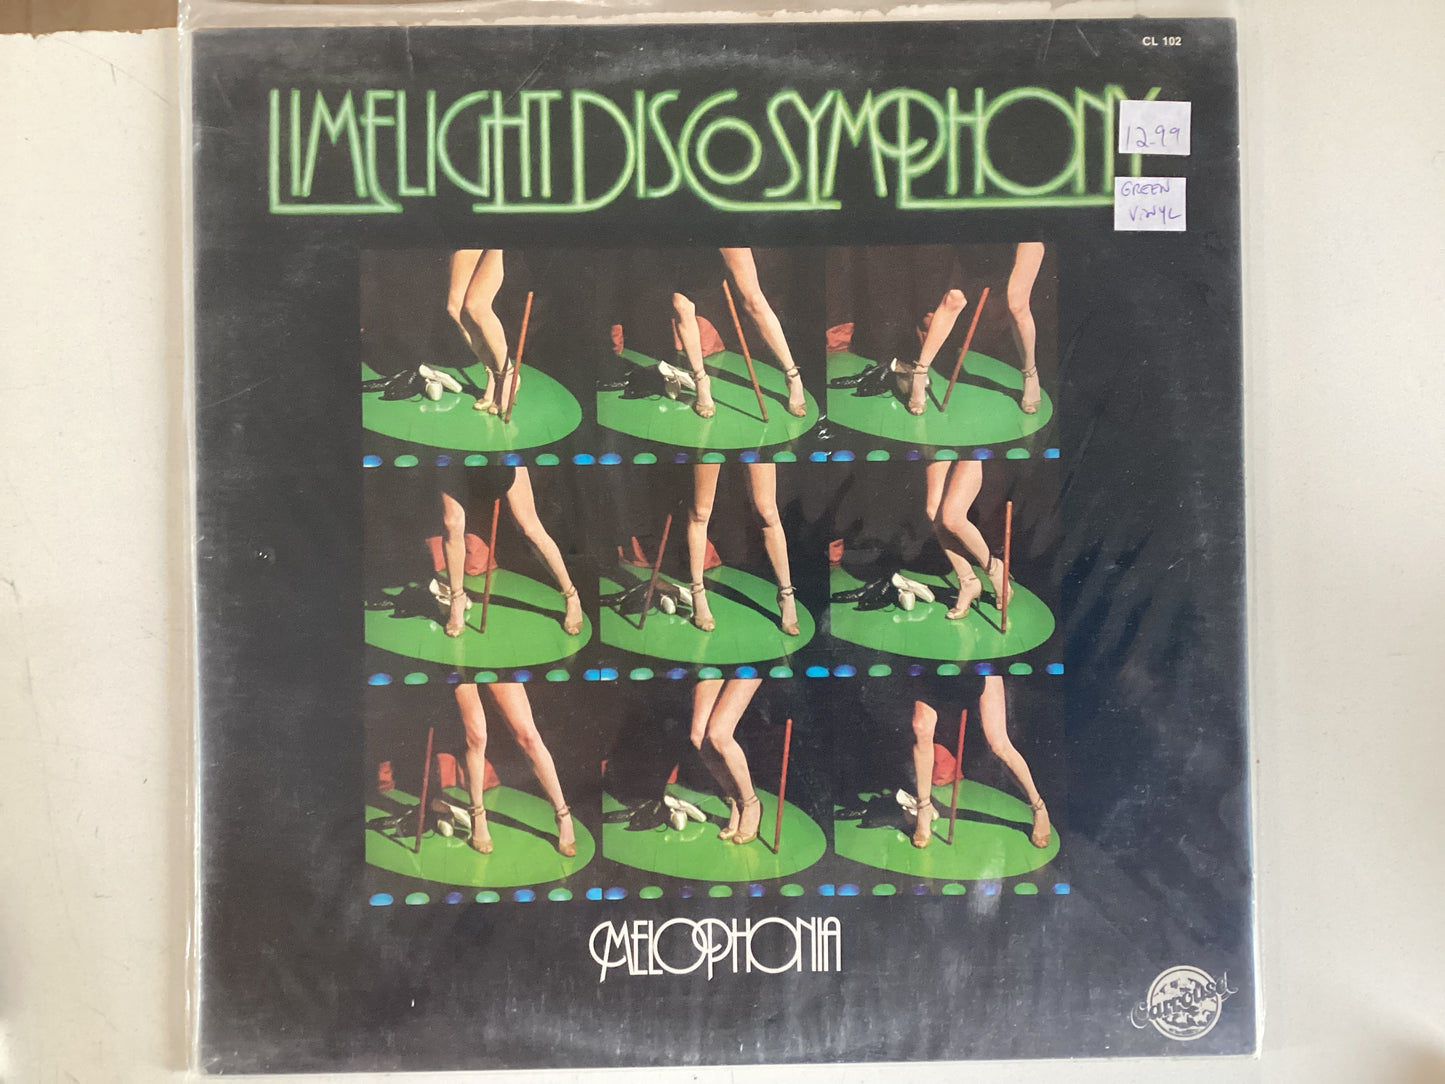 CL 102
LIMELIGHT DISCO SYMPHONY
12.99
GREEN
VINYL
MELOPHONIA
Carrousel